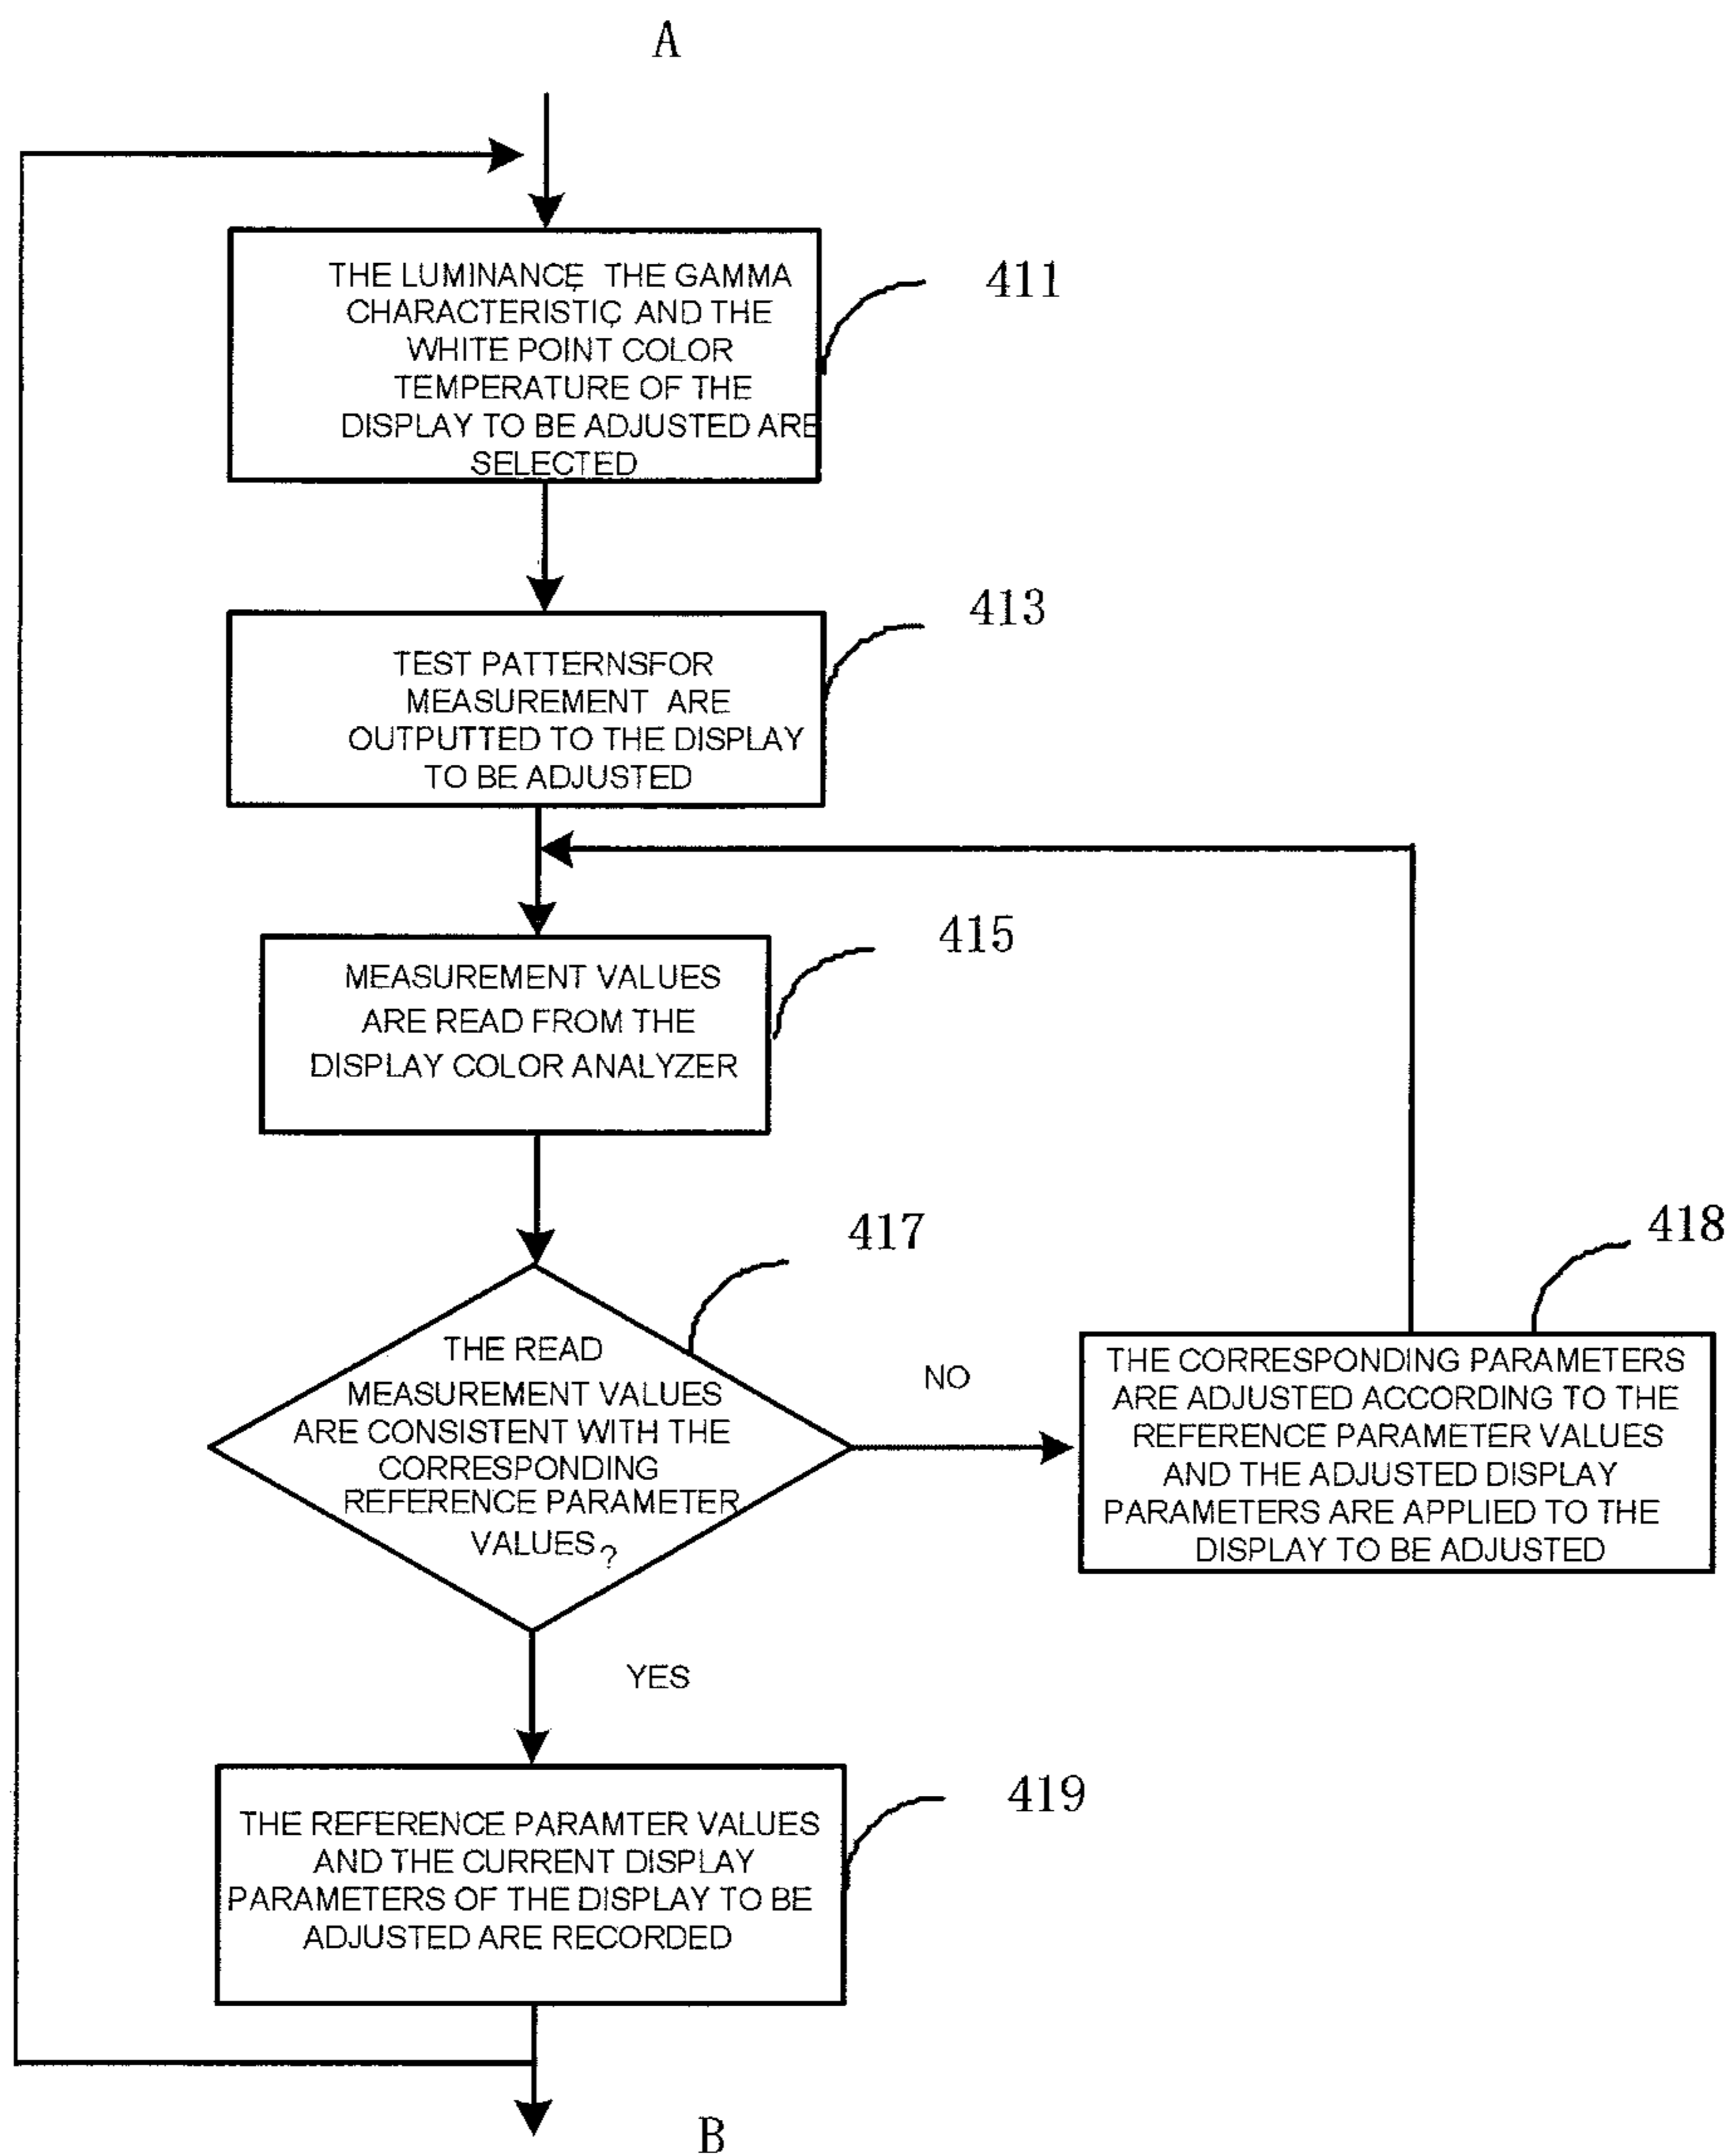 A
THE LUMINANCE, THE GAMMA
CHARACTERISTIC, AND THE
WHITE POINT COLOR
TEMPERATURE OF THE
DISPLAY TO BE ADJUSTED ARE
SELECTED
411
TEST PATTERNSFOR
MEASUREMENT ARE
OUTPUTTED TO THE DISPLAY
TO BE ADJUSTED
413
MEASUREMENT VALUES
ARE READ FROM THE
DISPLAY COLOR ANALYZER
415
THE READ
MEASUREMENT VALUES
ARE CONSISTENT WITH THE
CORRESPONDING
REFERENCE PARAMETER
VALUES?
417
NO
THE CORRESPONDING PARAMETERS
ARE ADJUSTED ACCORDING TO THE
REFERENCE PARAMETER VALUES
AND THE ADJUSTED DISPLAY
PARAMETERS ARE APPLIED TO THE
DISPLAY TO BE ADJUSTED
418
YES
THE REFERENCE PARAMTER VALUES
AND THE CURRENT DISPLAY
PARAMETERS OF THE DISPLAY TO BE
ADJUSTED ARE RECORDED
419
B